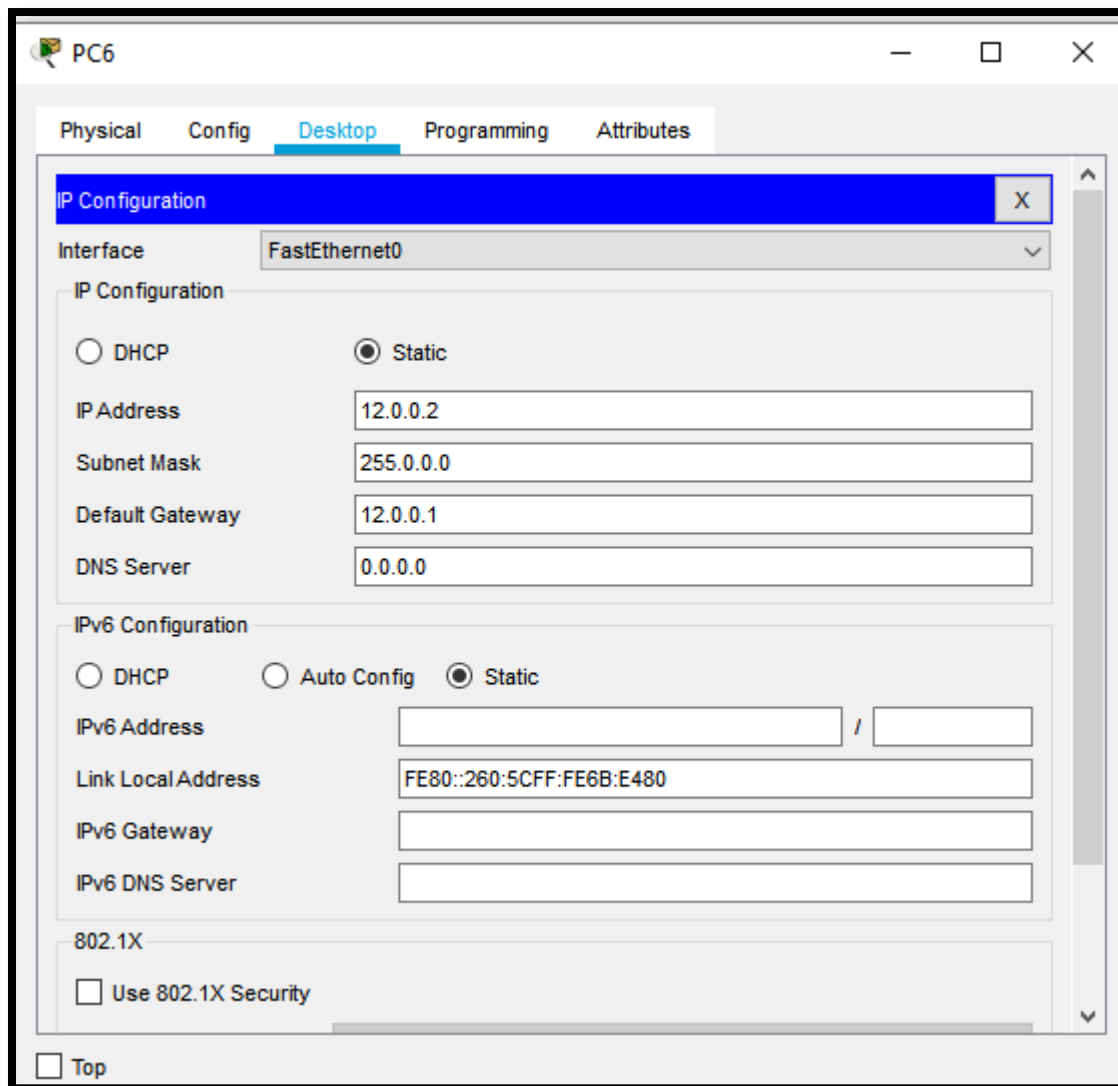 PC6
Physical Config Desktop Programming Attributes
IP Configuration X
Interface FastEthernet0
IP Configuration
DHCP Static
IP Address 12.0.0.2
Subnet Mask 255.0.0.0
Default Gateway 12.0.0.1
DNS Server 0.0.0.0
IPv6 Configuration
DHCP Auto Config Static
IPv6 Address /
Link Local Address FE80::260:5CFF:FE6B:E480
IPv6 Gateway
IPv6 DNS Server
802.1X
Use 802.1X Security
Top